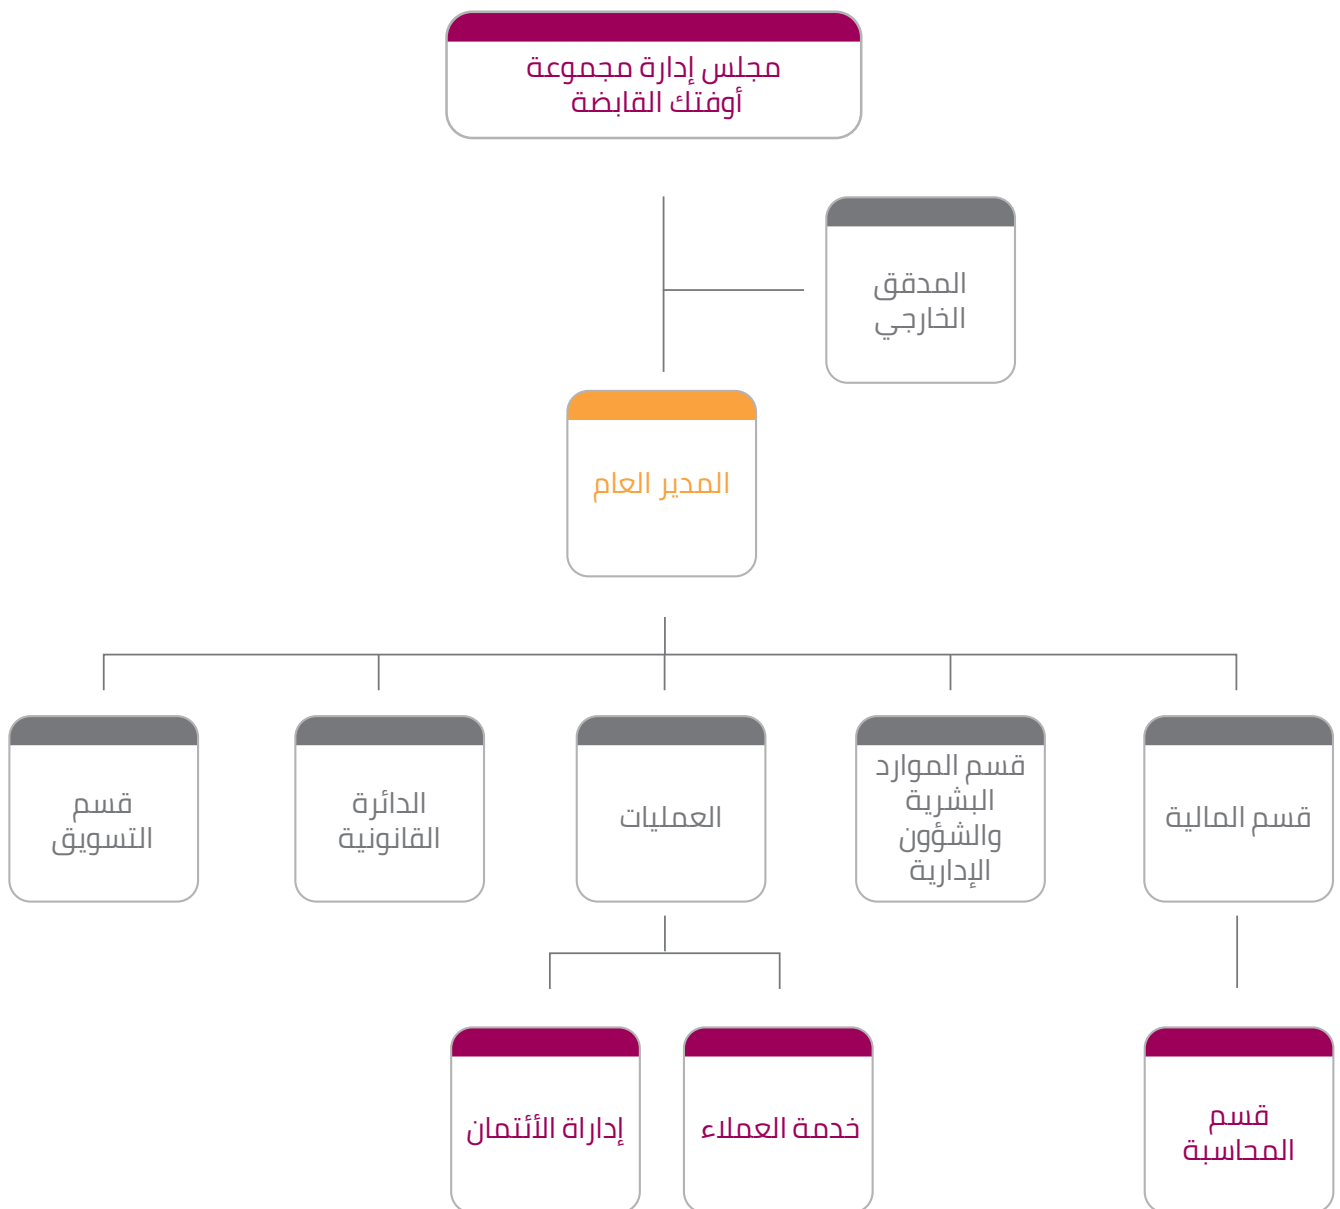 مجلس إدارة مجموعة
أوفتك القابضة
المدقق
الخارجي
المدير العام
قسم المالية
قسم الموارد
البشرية
والشؤون
الإدارية
العمليات
الدائرة
القانونية
قسم
التسويق
قسم
المحاسبة
خدمة العملاء
إداراة الأئتمان